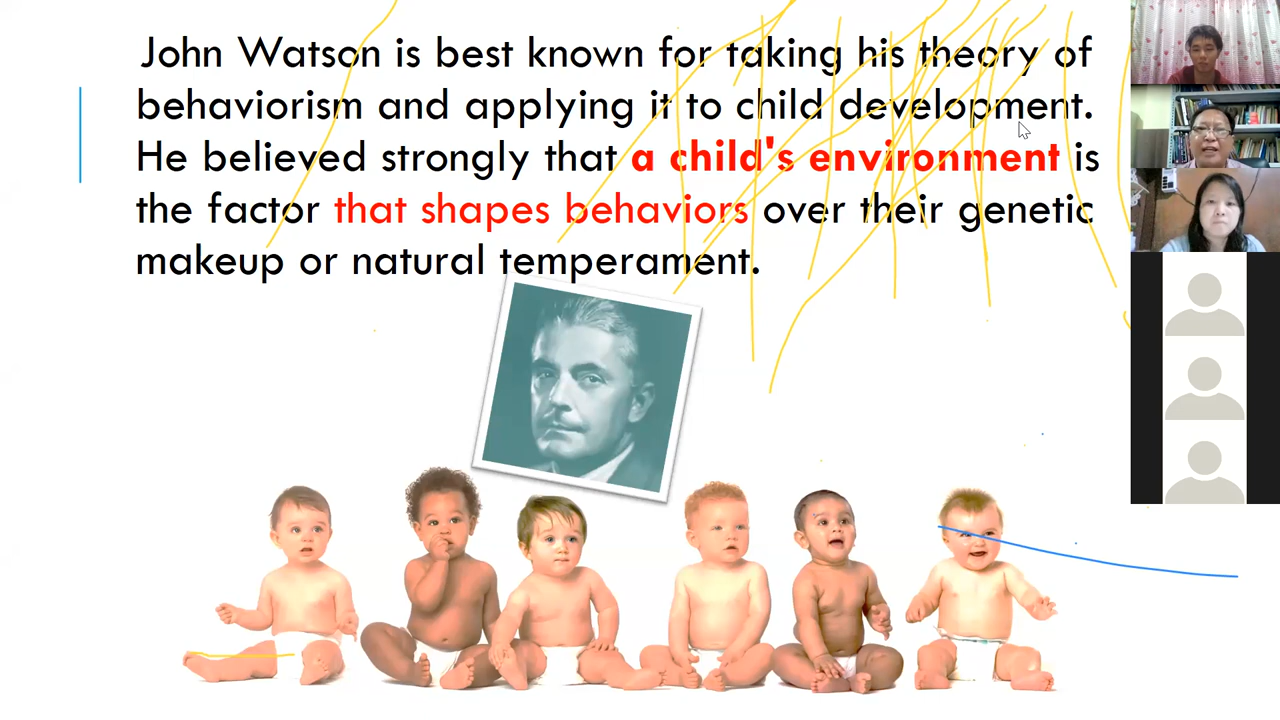 John Watson is best known for taking his theory of
behaviorism and applying it to child development.
He believed strongly that a child's environment is
the factor that shapes behaviors over their genetic
makeup or natural temperament.